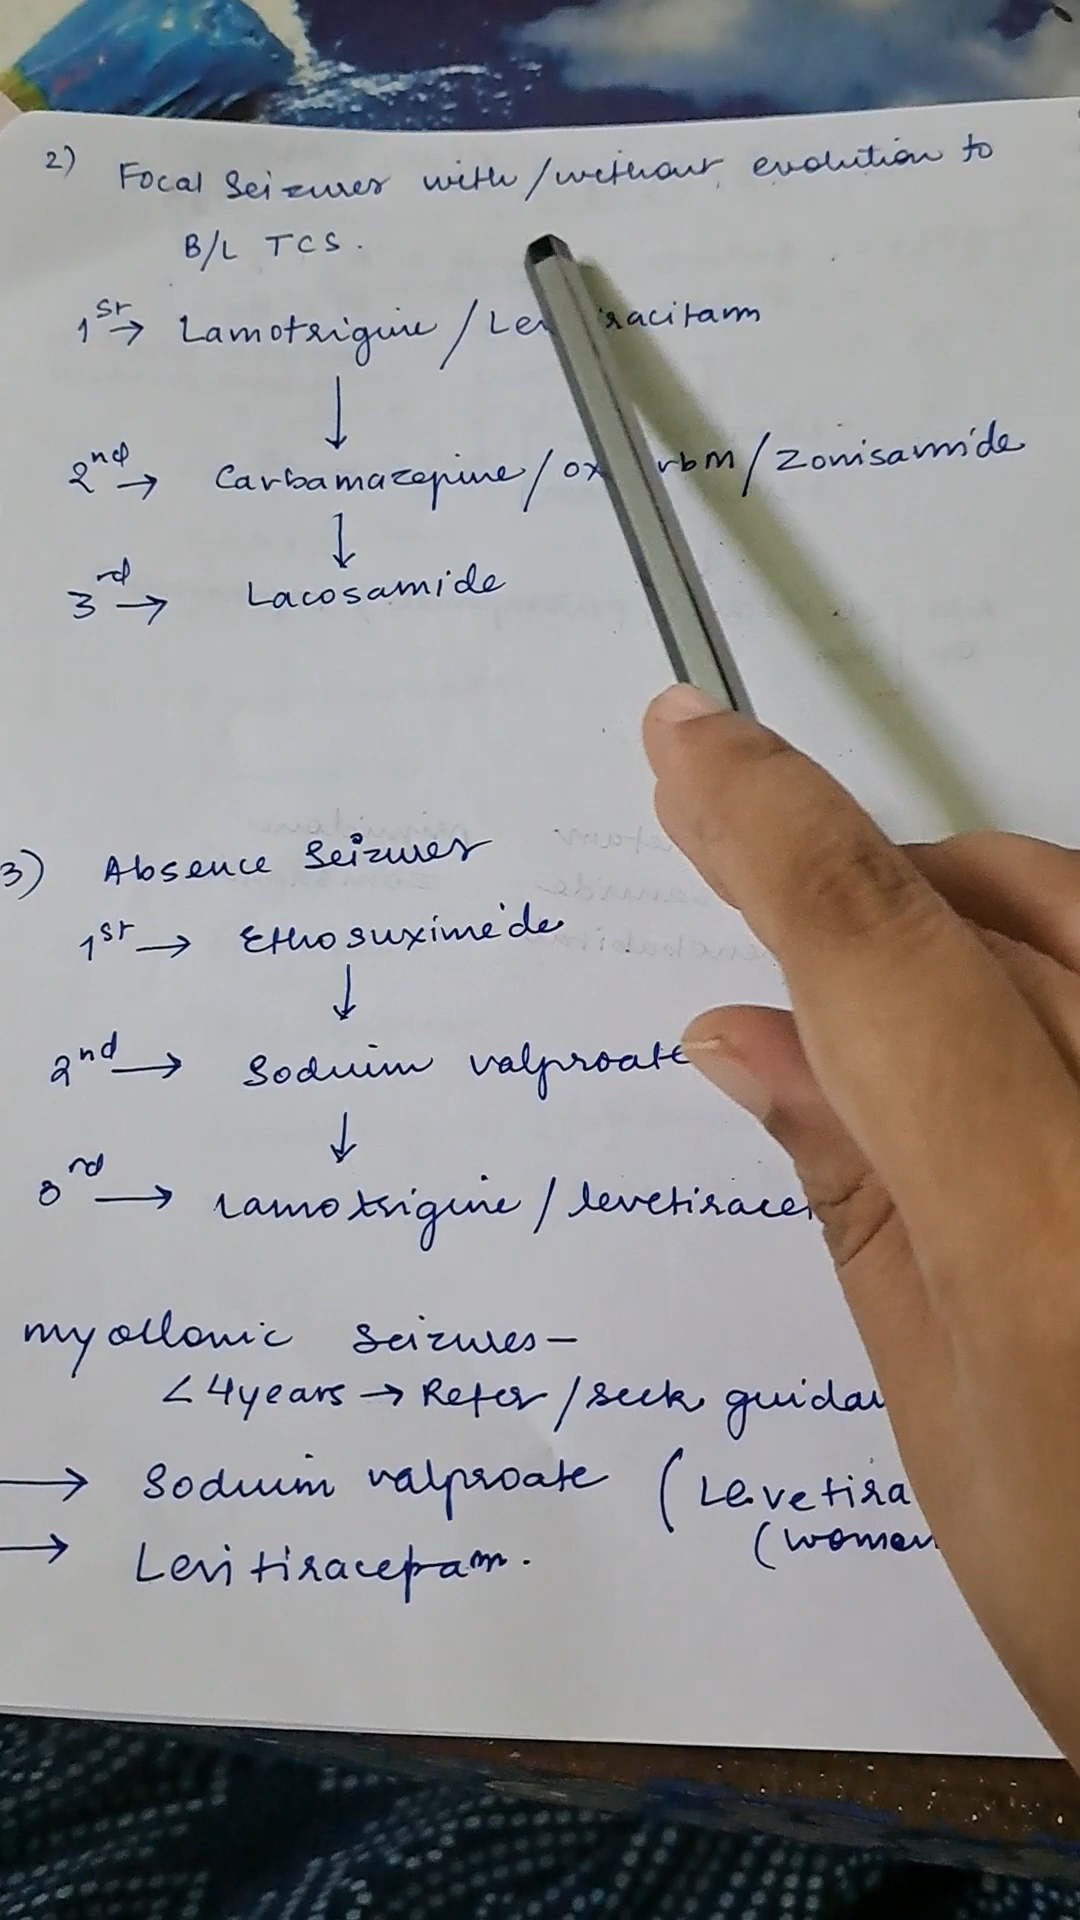 2) Focal Seizures with/without evolution to
B/L TCS.
1st → Lamotrigine / Le racitam
↓
2nd → Carbamazepine / ox rbm / Zonisamide
↓
3rd → Lacosamide
3) Absence Seizures
1st → Ethosuximide
↓
2nd → Sodium valproate
↓
3rd → Lamotrigine / levetirace
myoclonic seizures -
<4years → Refer / seek guida
→ Sodium valproate (Levetira
(women
→ Levitiracetam.